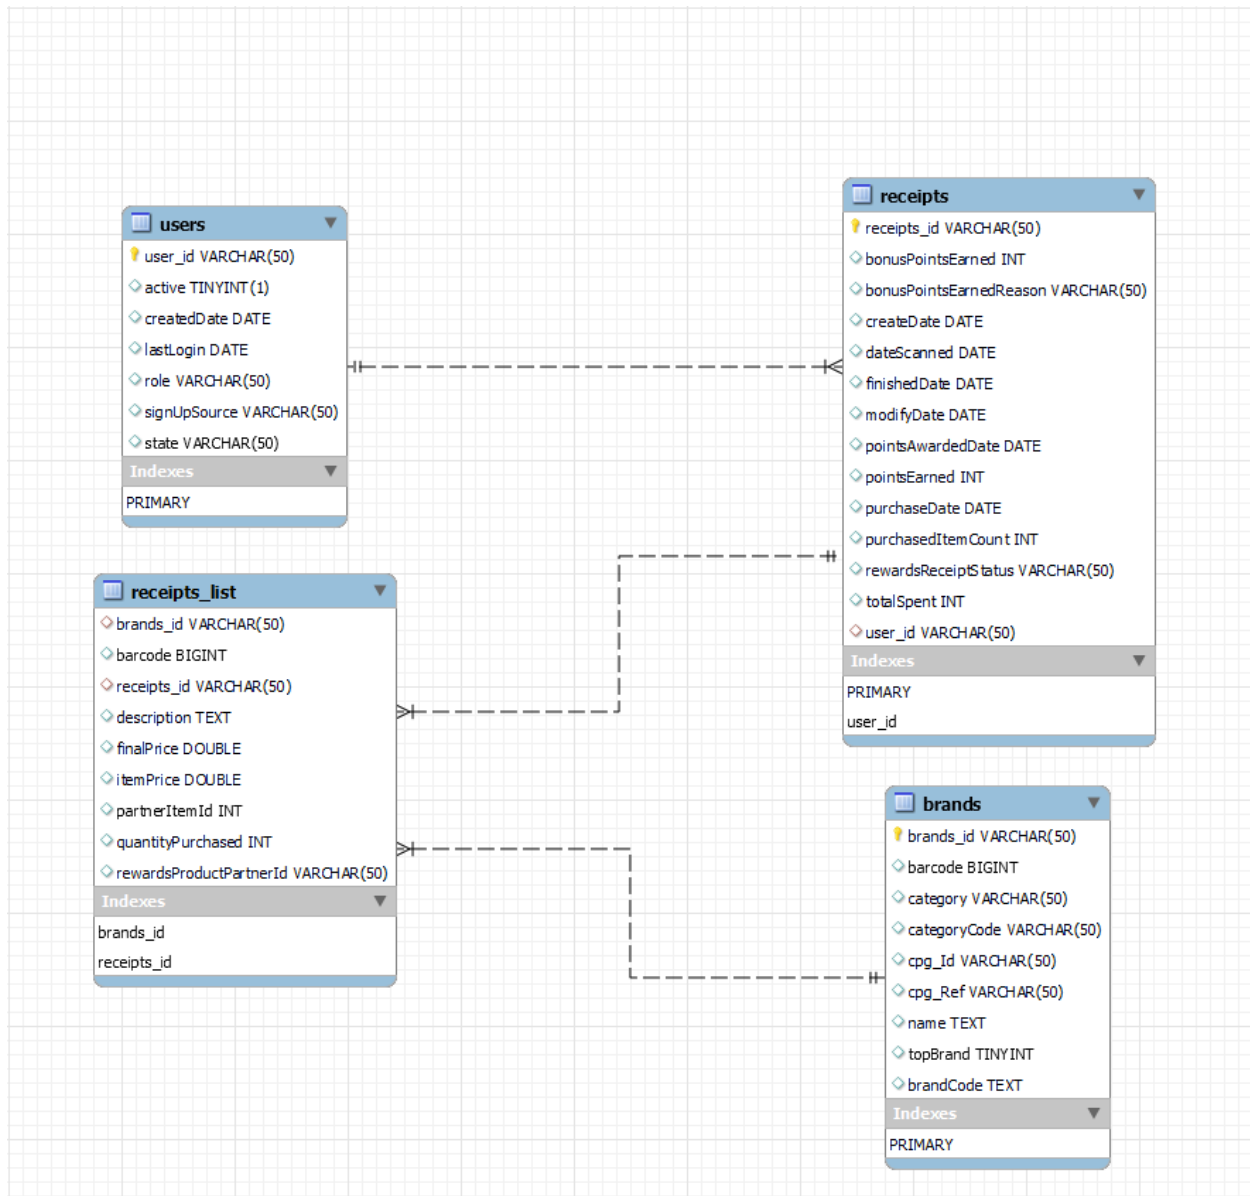 users
user_id VARCHAR(50)
active TINYINT(1)
createdDate DATE
lastLogin DATE
role VARCHAR(50)
signUpSource VARCHAR(50)
state VARCHAR(50)
Indexes
PRIMARY
receipts
receipts_id VARCHAR(50)
bonusPointsEarned INT
bonusPointsEarnedReason VARCHAR(50)
createDate DATE
dateScanned DATE
finishedDate DATE
modifyDate DATE
pointsAwardedDate DATE
pointsEarned INT
purchaseDate DATE
purchasedItemCount INT
rewardsReceiptStatus VARCHAR(50)
totalSpent INT
user_id VARCHAR(50)
Indexes
PRIMARY
user_id
receipts_list
brands_id VARCHAR(50)
barcode BIGINT
receipts_id VARCHAR(50)
description TEXT
finalPrice DOUBLE
itemPrice DOUBLE
partnerItemId INT
quantityPurchased INT
rewardsProductPartnerId VARCHAR(50)
Indexes
brands_id
receipts_id
brands
brands_id VARCHAR(50)
barcode BIGINT
category VARCHAR(50)
categoryCode VARCHAR(50)
cpg_Id VARCHAR(50)
cpg_Ref VARCHAR(50)
name TEXT
topBrand TINYINT
brandCode TEXT
Indexes
PRIMARY